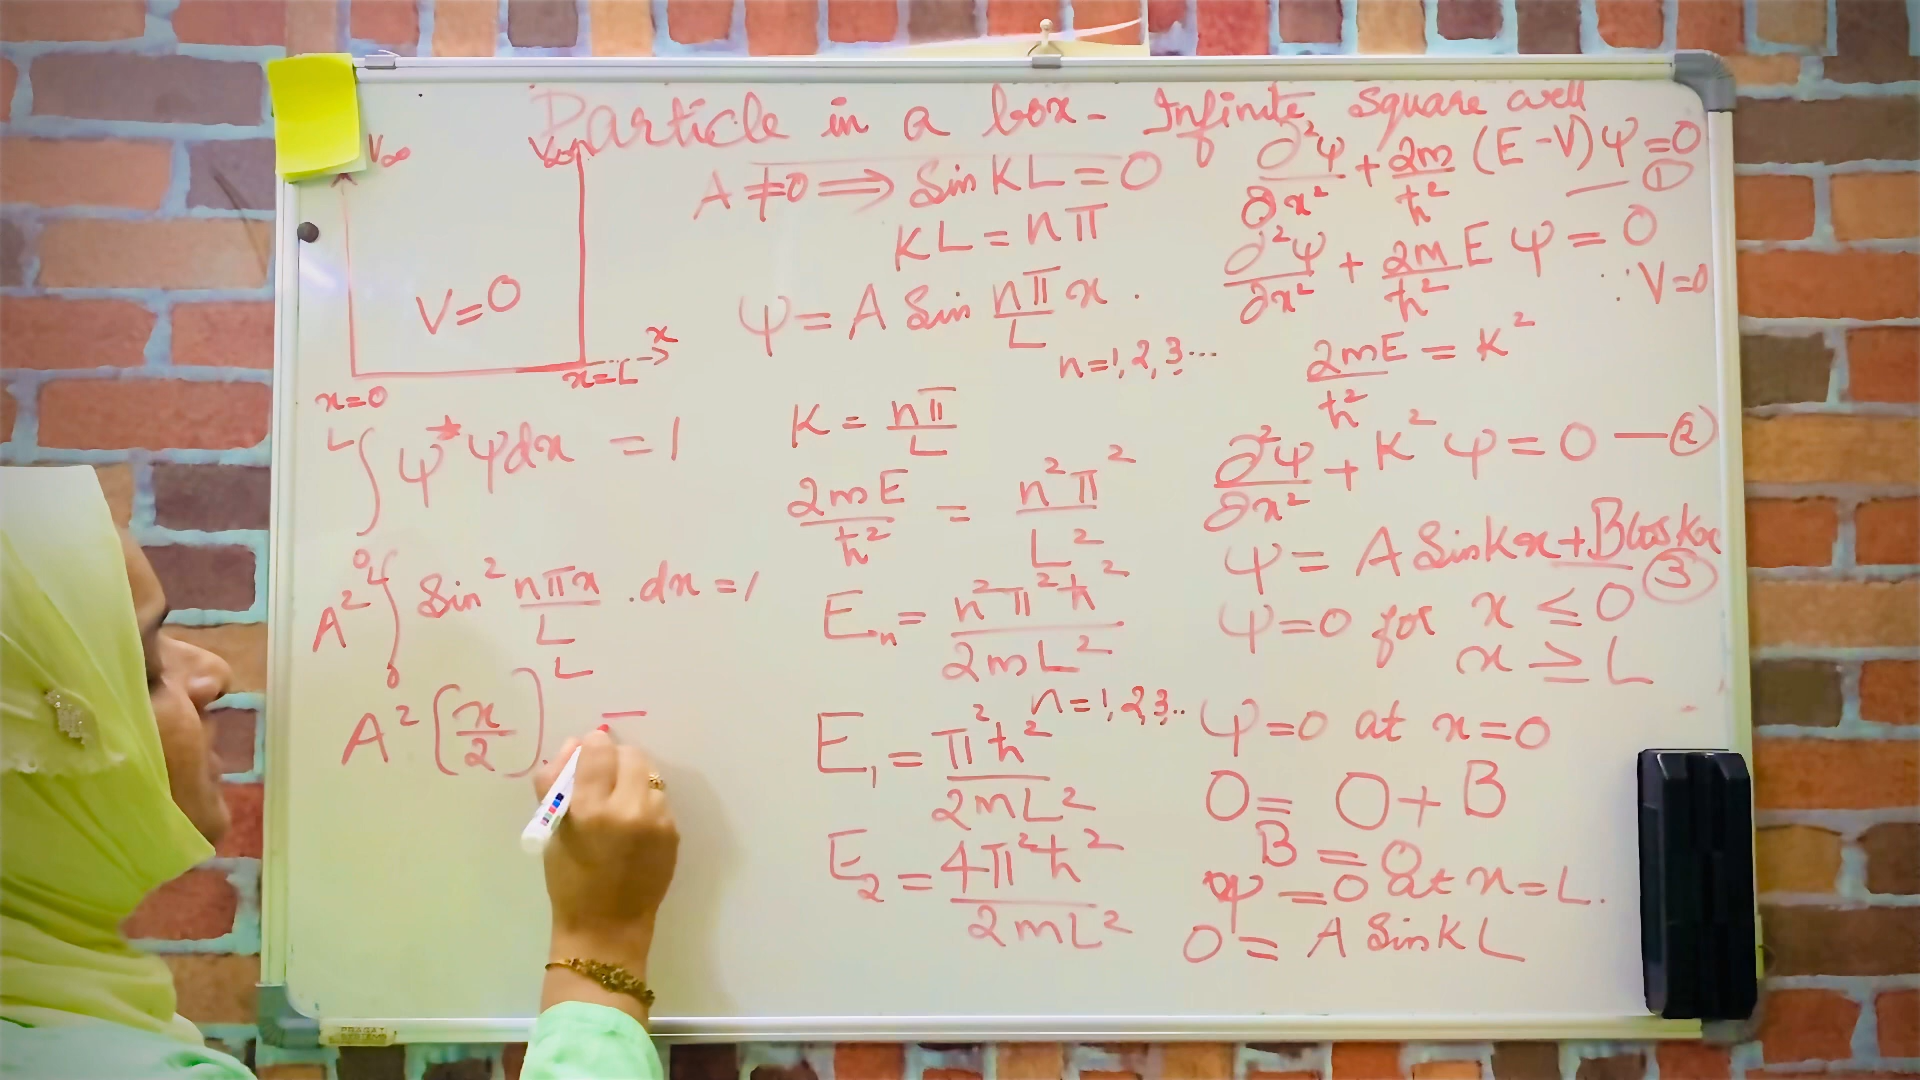 Particle in a box - Infinite square well
V∞
V∞
V=0
x=0
x=L
x
∫₀ᴸ ψ*ψdx = 1
A² ∫₀ᴸ Sin² nπx/L .dx = 1
A² (x/2)ᴸ
A ≠ 0 ⟹ Sin KL = 0
KL = nπ
ψ = A Sin nπ/L x .
n=1,2,3...
K = nπ/L
2mE/ħ² = n²π²/L²
Eₙ = n²π²ħ²/2mL²
n=1,2,3..
E₁ = π²ħ²/2mL²
E₂ = 4π²ħ²/2mL²
∂²ψ/∂x² + 2m/ħ² (E-V)ψ=0 — ①
∂²ψ/∂x² + 2m/ħ² E ψ = 0
∵ V=0
2mE/ħ² = K²
∂²ψ/∂x² + K² ψ = 0 — ②
ψ = A Sin Kx + B Cos Kx
③
ψ=0 for x ≤ 0
x ≥ L
ψ=0 at x=0
0 = 0 + B
B = 0
ψ = 0 at x=L.
0 = A Sin K L